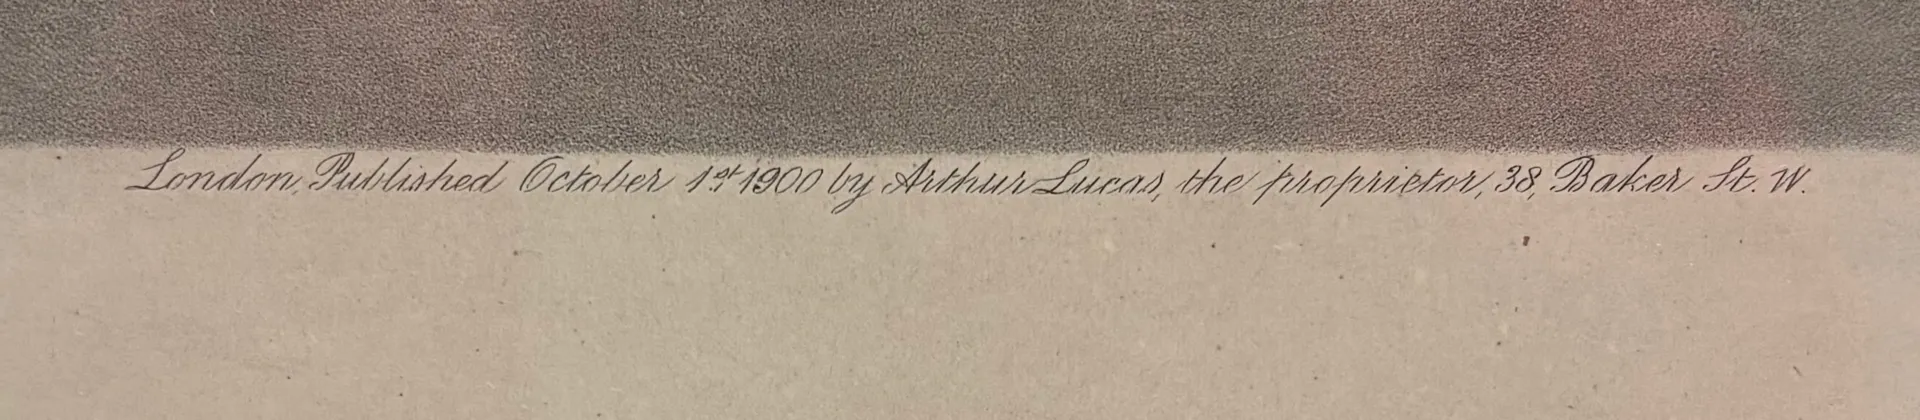 London, Published October 1st 1900 by Arthur Lucas, the proprietor, 38, Baker St. W.